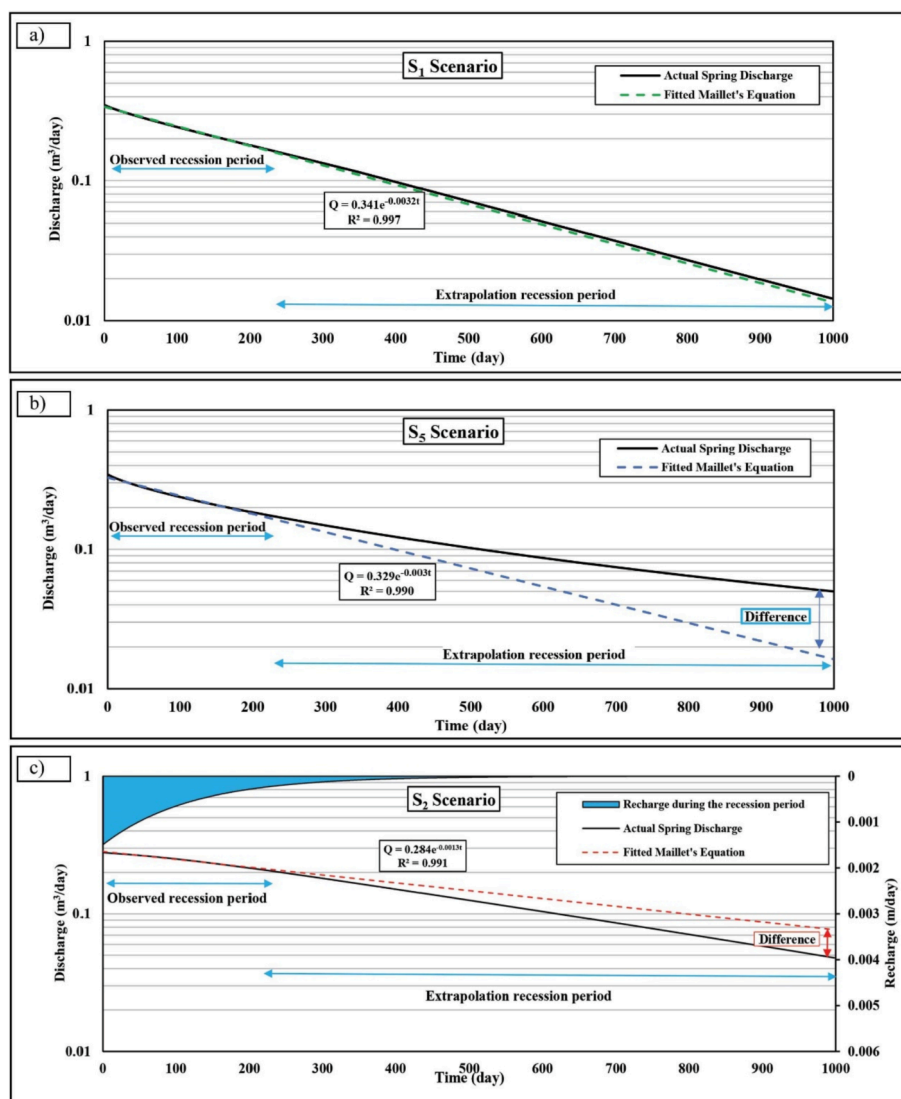 a)
1
S₁ Scenario
Actual Spring Discharge
Fitted Maillet's Equation
Observed recession period
0.1
Q = 0.341e^-0.0032t
R² = 0.997
Discharge (m³/day)
Extrapolation recession period
0.01
0 100 200 300 400 500 600 700 800 900 1000
Time (day)
b)
1
S₅ Scenario
Actual Spring Discharge
Fitted Maillet's Equation
Observed recession period
0.1
Q = 0.329e^-0.003t
R² = 0.990
Discharge (m³/day)
Difference
Extrapolation recession period
0.01
0 100 200 300 400 500 600 700 800 900 1000
Time (day)
c)
1
0
S₂ Scenario
Recharge during the recession period
Actual Spring Discharge
Fitted Maillet's Equation
0.001
Q = 0.284e^-0.0013t
R² = 0.991
0.002
Observed recession period
0.1
Discharge (m³/day)
0.003
Difference
Recharge (m/day)
0.004
Extrapolation recession period
0.005
0.01
0.006
0 100 200 300 400 500 600 700 800 900 1000
Time (day)